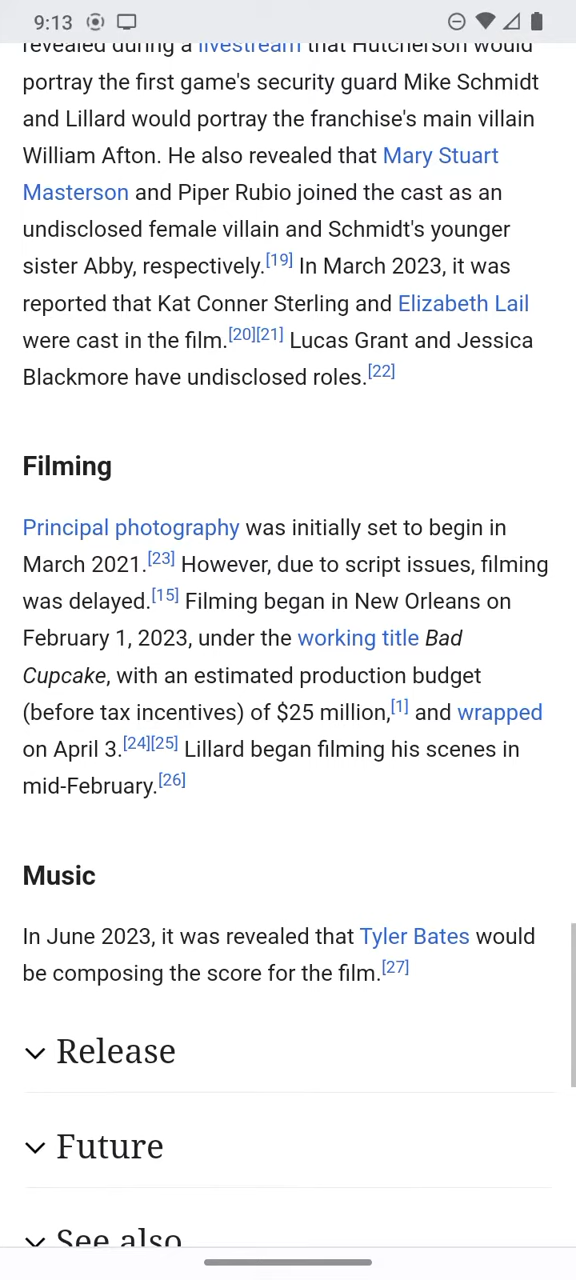 9:13
revealed during a livestream that Hutcherson would
portray the first game's security guard Mike Schmidt
and Lillard would portray the franchise's main villain
William Afton. He also revealed that Mary Stuart
Masterson and Piper Rubio joined the cast as an
undisclosed female villain and Schmidt's younger
sister Abby, respectively.[19] In March 2023, it was
reported that Kat Conner Sterling and Elizabeth Lail
were cast in the film.[20][21] Lucas Grant and Jessica
Blackmore have undisclosed roles.[22]
Filming
Principal photography was initially set to begin in
March 2021.[23] However, due to script issues, filming
was delayed.[15] Filming began in New Orleans on
February 1, 2023, under the working title Bad
Cupcake, with an estimated production budget
(before tax incentives) of $25 million,[1] and wrapped
on April 3.[24][25] Lillard began filming his scenes in
mid-February.[26]
Music
In June 2023, it was revealed that Tyler Bates would
be composing the score for the film.[27]
Release
Future
See also